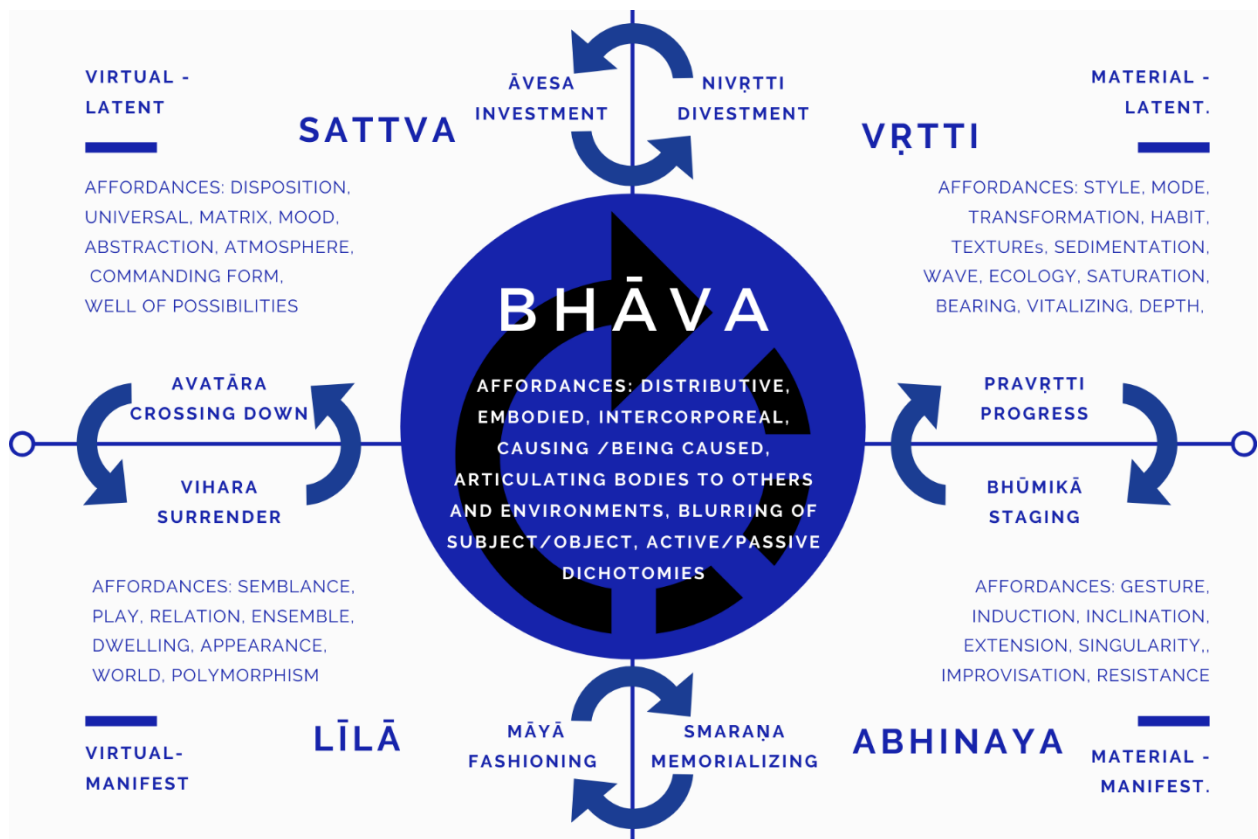 VIRTUAL -
LATENT
SATTVA
ĀVESA
INVESTMENT
NIVṚTTI
DIVESTMENT
VṚTTI
MATERIAL -
LATENT.
AFFORDANCES: DISPOSITION,
UNIVERSAL, MATRIX, MOOD,
ABSTRACTION, ATMOSPHERE,
COMMANDING FORM,
WELL OF POSSIBILITIES
AFFORDANCES: STYLE, MODE,
TRANSFORMATION, HABIT,
TEXTUREs, SEDIMENTATION,
WAVE, ECOLOGY, SATURATION,
BEARING, VITALIZING, DEPTH,
BHĀVA
AFFORDANCES: DISTRIBUTIVE,
EMBODIED, INTERCORPOREAL,
CAUSING /BEING CAUSED,
ARTICULATING BODIES TO OTHERS
AND ENVIRONMENTS, BLURRING OF
SUBJECT/OBJECT, ACTIVE/PASSIVE
DICHOTOMIES
AVATĀRA
CROSSING DOWN
VIHARA
SURRENDER
PRAVṚTTI
PROGRESS
BHŪMIKĀ
STAGING
AFFORDANCES: SEMBLANCE,
PLAY, RELATION, ENSEMBLE,
DWELLING, APPEARANCE,
WORLD, POLYMORPHISM
AFFORDANCES: GESTURE,
INDUCTION, INCLINATION,
EXTENSION, SINGULARITY,,
IMPROVISATION, RESISTANCE
VIRTUAL-
MANIFEST
LĪLĀ
MĀYĀ
FASHIONING
SMARAṆA
MEMORIALIZING
ABHINAYA
MATERIAL -
MANIFEST.